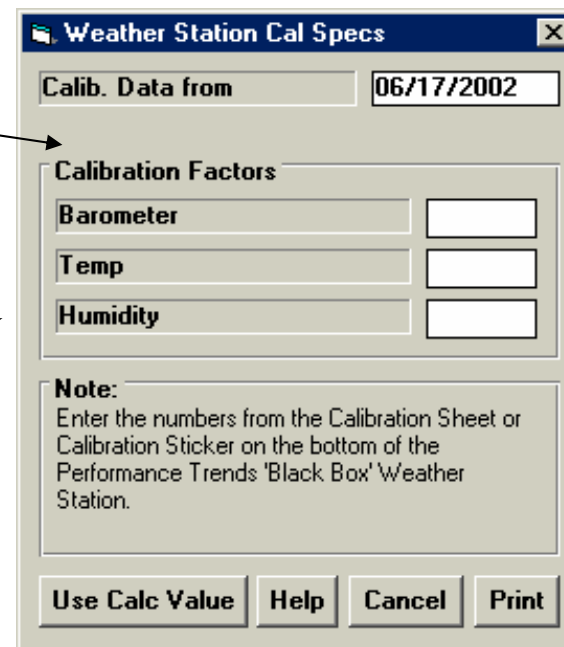 Weather Station Cal Specs
Calib. Data from 06/17/2002
Calibration Factors
Barometer
Temp
Humidity
Note:
Enter the numbers from the Calibration Sheet or
Calibration Sticker on the bottom of the
Performance Trends 'Black Box' Weather
Station.
Use Calc Value Help Cancel Print